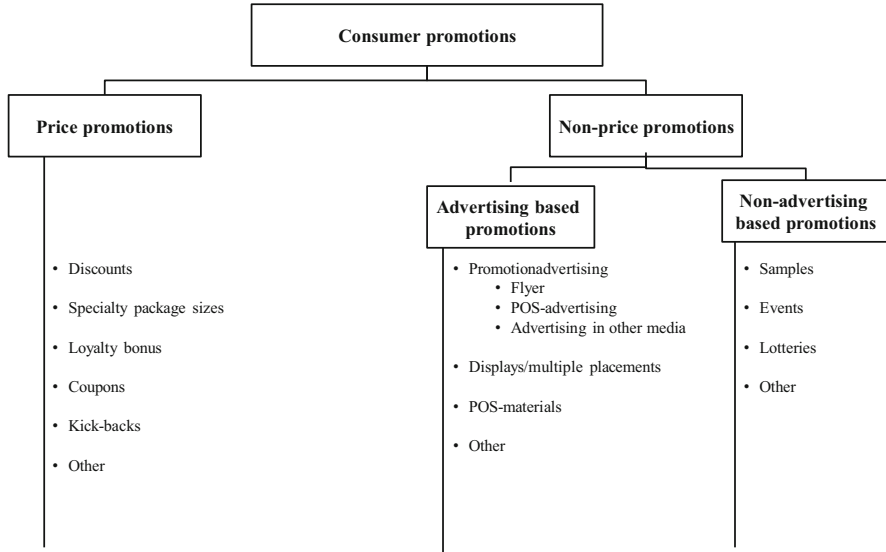 Consumer promotions
Price promotions
Non-price promotions
Advertising based
promotions
Non-advertising
based promotions
• Discounts
• Specialty package sizes
• Loyalty bonus
• Coupons
• Kick-backs
• Other
• Promotionadvertising
• Flyer
• POS-advertising
• Advertising in other media
• Displays/multiple placements
• POS-materials
• Other
• Samples
• Events
• Lotteries
• Other